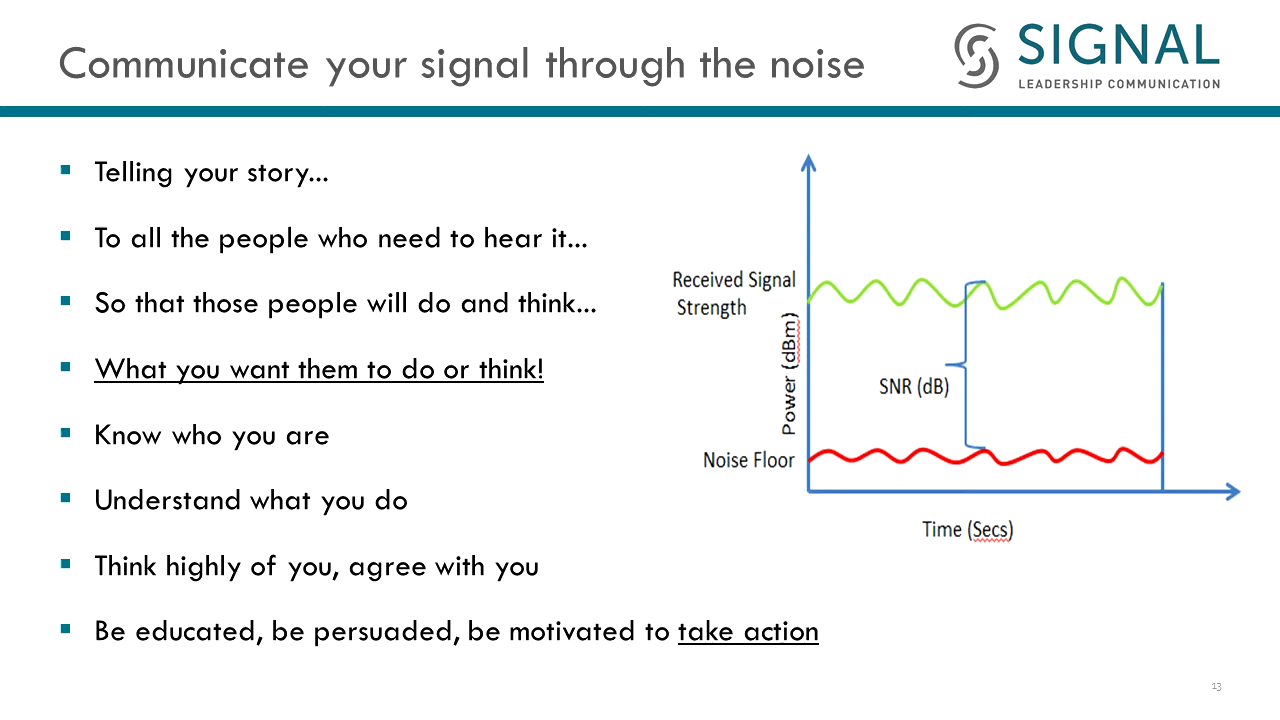 Communicate your signal through the noise
SIGNAL
LEADERSHIP COMMUNICATION
▪ Telling your story...
▪ To all the people who need to hear it...
▪ So that those people will do and think...
▪ What you want them to do or think!
▪ Know who you are
▪ Understand what you do
▪ Think highly of you, agree with you
▪ Be educated, be persuaded, be motivated to take action
Received Signal
Strength
Power (dBm)
SNR (dB)
Noise Floor
Time (Secs)
13